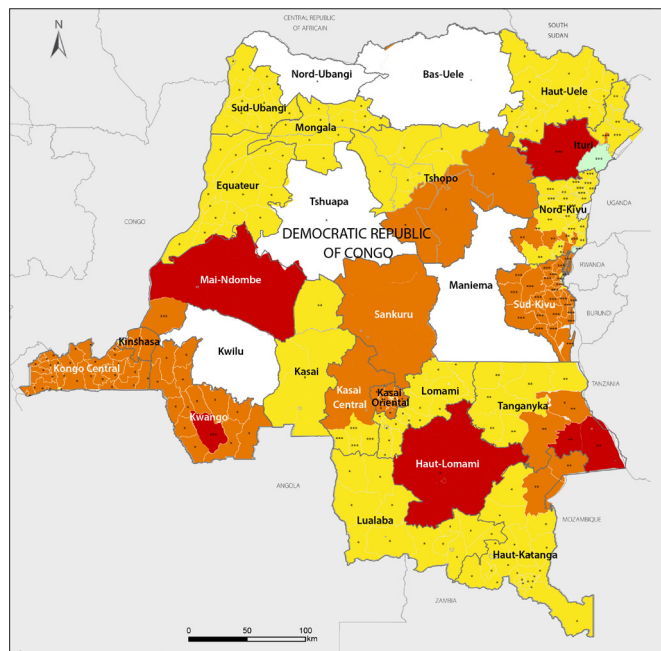 CENTRAL REPUBLIC
OF AFRICAIN
SOUTH
SUDAN
N
Nord-Ubangi
Bas-Uele
Haut-Uele
Sud-Ubangi
Mongala
Ituri
Equateur
Tshopo
Tshuapa
Nord-Kivu
UGANDA
CONGO
DEMOCRATIC REPUBLIC
OF CONGO
RWANDA
Mai-Ndombe
Maniema
Sud-Kivu
Sankuru
BURUNDI
Kinshasa
Kwilu
Kongo Central
Kasai
Kasai
Central
Kasai
Oriental
Lomami
Tanganyka
TANZANIA
Kwango
Haut-Lomami
ANGOLA
Lualaba
MOZAMBIQUE
Haut-Katanga
ZAMBIA
0 50 100
km